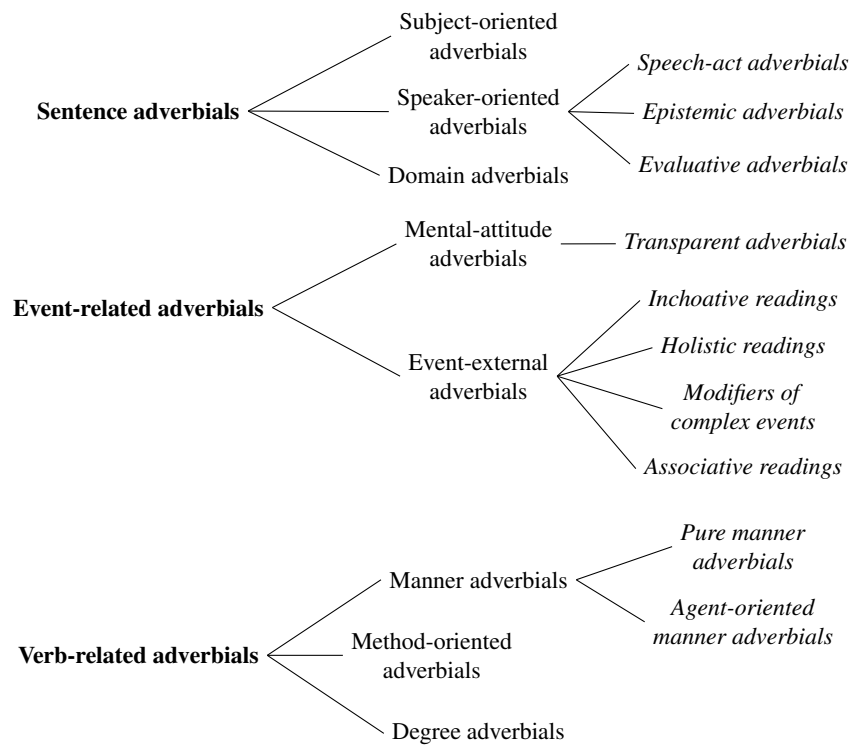 Subject-oriented
adverbials
Speech-act adverbials
Sentence adverbials
Speaker-oriented
adverbials
Epistemic adverbials
Evaluative adverbials
Domain adverbials
Mental-attitude
adverbials
Transparent adverbials
Event-related adverbials
Inchoative readings
Holistic readings
Event-external
adverbials
Modifiers of
complex events
Associative readings
Pure manner
adverbials
Manner adverbials
Agent-oriented
manner adverbials
Verb-related adverbials
Method-oriented
adverbials
Degree adverbials